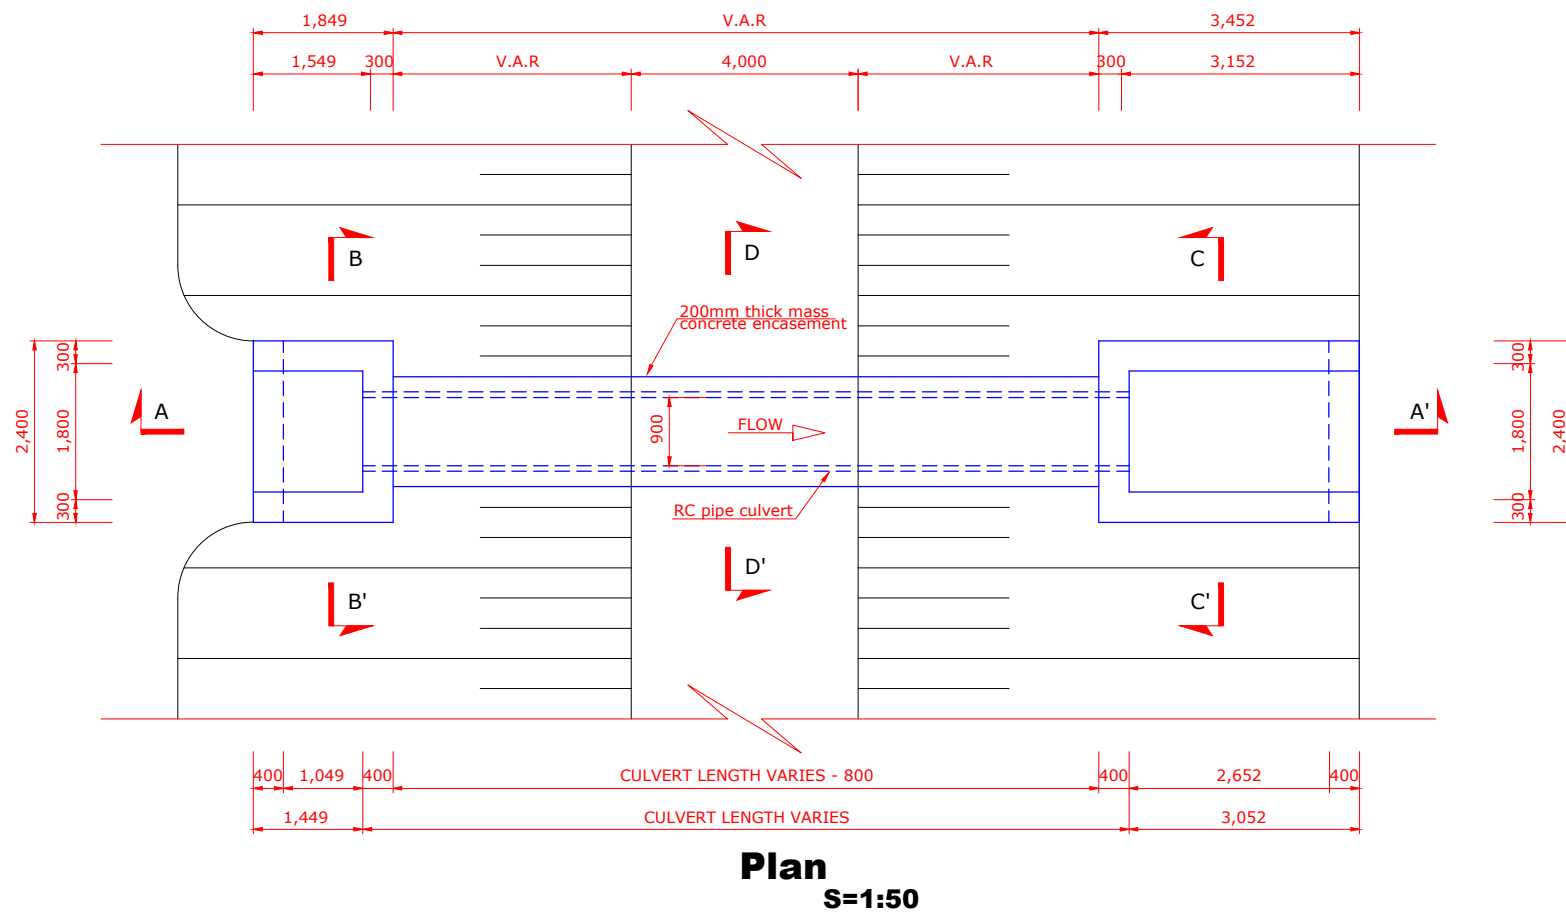 1,849 V.A.R 3,452
1,549 300 V.A.R 4,000 V.A.R 300 3,152
B D C
200mm thick mass
concrete encasement
300 300
A A'
2,400 1,800 900 FLOW 1,800 2,400
300 300
RC pipe culvert
D'
B' C'
400 1,049 400 CULVERT LENGTH VARIES - 800 400 2,652 400
1,449 CULVERT LENGTH VARIES 3,052
Plan
S=1:50